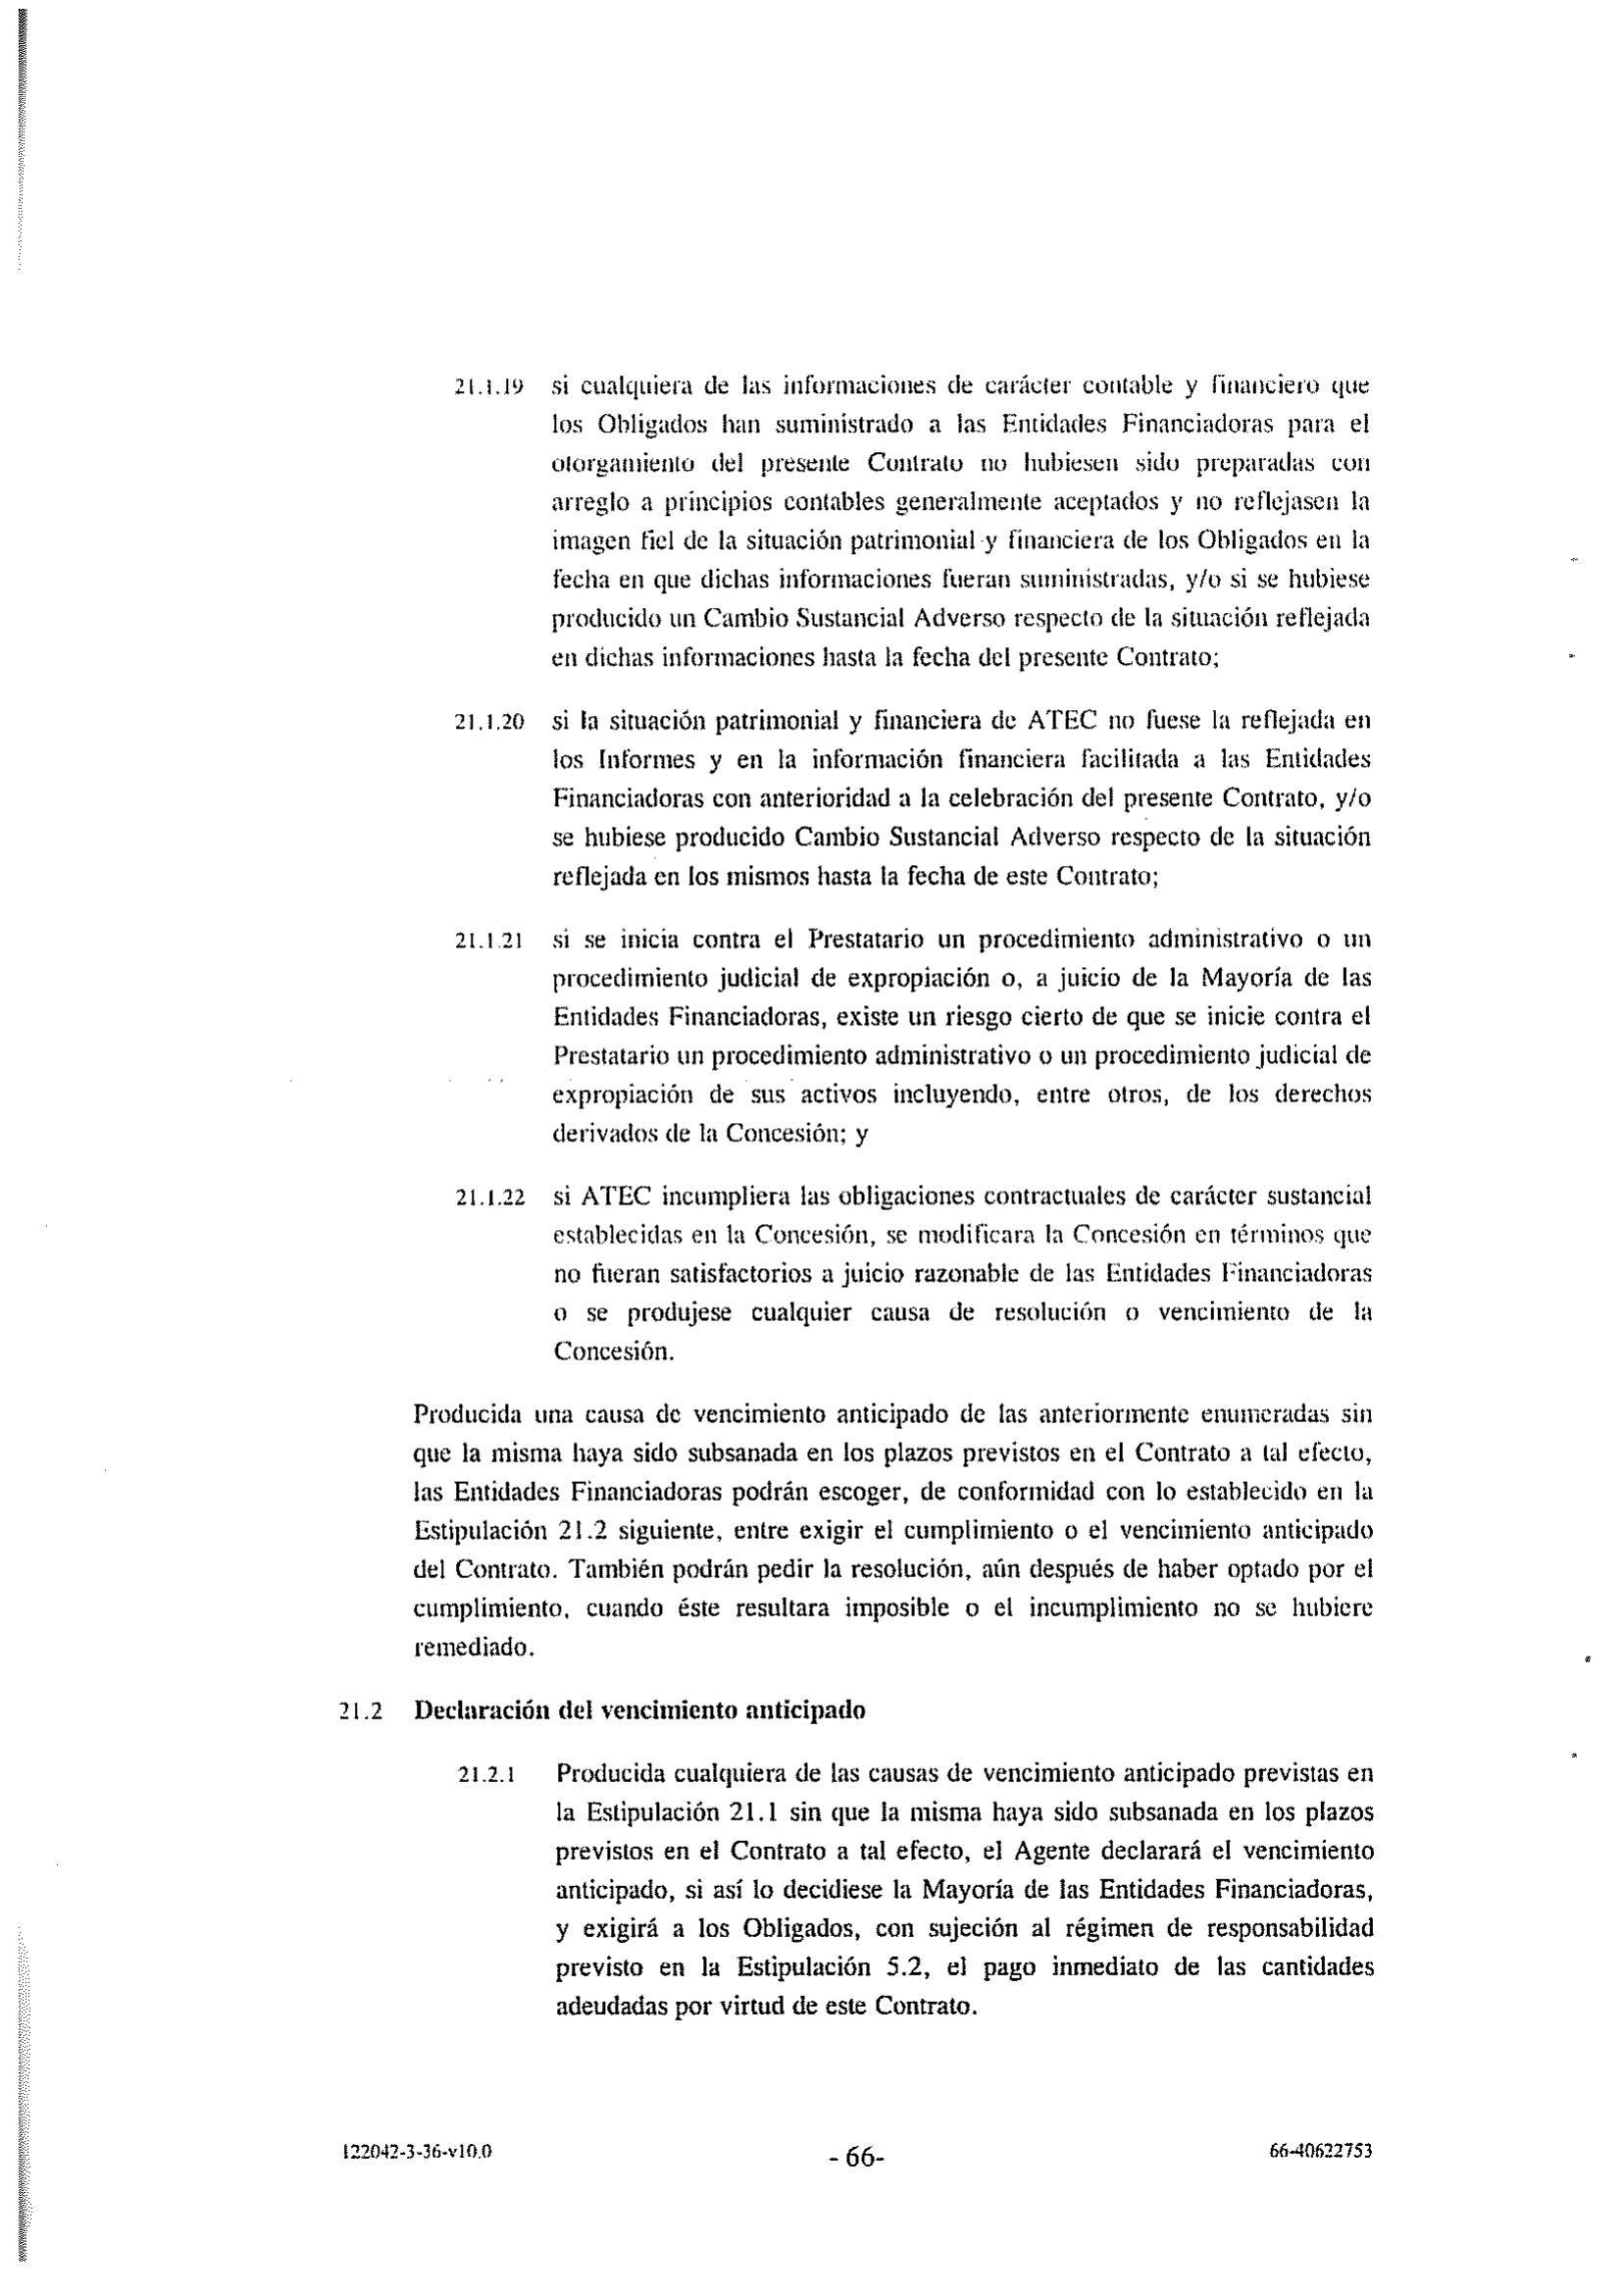 21.1.19 si cualquiera de las informaciones de carácter contable y financiero que
los Obligados han suministrado a las Entidades Financiadoras para el
otorgamiento del presente Contrato no hubiesen sido preparadas con
arreglo a principios contables generalmente aceptados y no reflejasen la
imagen fiel de la situación patrimonial y financiera de los Obligados en la
fecha en que dichas informaciones fueran suministradas, y/o si se hubiese
producido un Cambio Sustancial Adverso respecto de la situación reflejada
en dichas informaciones hasta la fecha del presente Contrato;
21.1.20 si la situación patrimonial y financiera de ATEC no fuese la reflejada en
los Informes y en la información financiera facilitada a las Entidades
Financiadoras con anterioridad a la celebración del presente Contrato, y/o
se hubiese producido Cambio Sustancial Adverso respecto de la situación
reflejada en los mismos hasta la fecha de este Contrato;
21.1.21 si se inicia contra el Prestatario un procedimiento administrativo o un
procedimiento judicial de expropiación o, a juicio de la Mayoría de las
Entidades Financiadoras, existe un riesgo cierto de que se inicie contra el
Prestatario un procedimiento administrativo o un procedimiento judicial de
expropiación de sus activos incluyendo, entre otros, de los derechos
derivados de la Concesión; y
21.1.22 si ATEC incumpliera las obligaciones contractuales de carácter sustancial
establecidas en la Concesión, se modificara la Concesión en términos que
no fueran satisfactorios a juicio razonable de las Entidades Financiadoras
o se produjese cualquier causa de resolución o vencimiento de la
Concesión.
Producida una causa de vencimiento anticipado de las anteriormente enumeradas sin
que la misma haya sido subsanada en los plazos previstos en el Contrato a tal efecto,
las Entidades Financiadoras podrán escoger, de conformidad con lo establecido en la
Estipulación 21.2 siguiente, entre exigir el cumplimiento o el vencimiento anticipado
del Contrato. También podrán pedir la resolución, aún después de haber optado por el
cumplimiento, cuando éste resultara imposible o el incumplimiento no se hubiere
remediado.
21.2 Declaración del vencimiento anticipado
21.2.1 Producida cualquiera de las causas de vencimiento anticipado previstas en
la Estipulación 21.1 sin que la misma haya sido subsanada en los plazos
previstos en el Contrato a tal efecto, el Agente declarará el vencimiento
anticipado, si así lo decidiese la Mayoría de las Entidades Financiadoras,
y exigirá a los Obligados, con sujeción al régimen de responsabilidad
previsto en la Estipulación 5.2, el pago inmediato de las cantidades
adeudadas por virtud de este Contrato.
122042-3-36-v10.0 - 66- 66-40622753